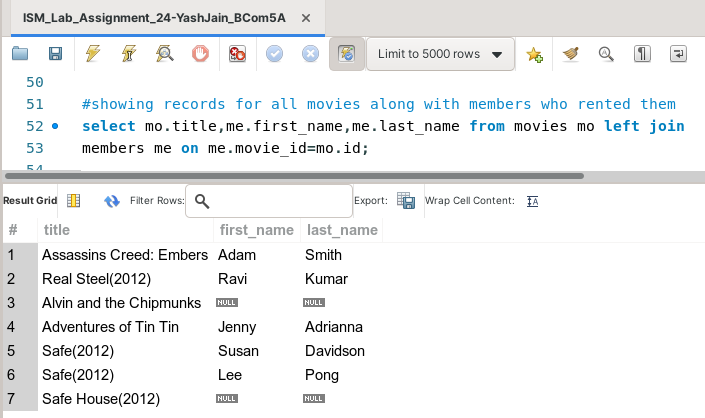 ISM_Lab_Assignment_24-YashJain_BCom5A ×
Limit to 5000 rows
50
51 #showing records for all movies along with members who rented them
52 select mo.title,me.first_name,me.last_name from movies mo left join
53 members me on me.movie_id=mo.id;
54
Result Grid Filter Rows: Export: Wrap Cell Content:
# title first_name last_name
1 Assassins Creed: Embers Adam Smith
2 Real Steel(2012) Ravi Kumar
3 Alvin and the Chipmunks NULL NULL
4 Adventures of Tin Tin Jenny Adrianna
5 Safe(2012) Susan Davidson
6 Safe(2012) Lee Pong
7 Safe House(2012) NULL NULL